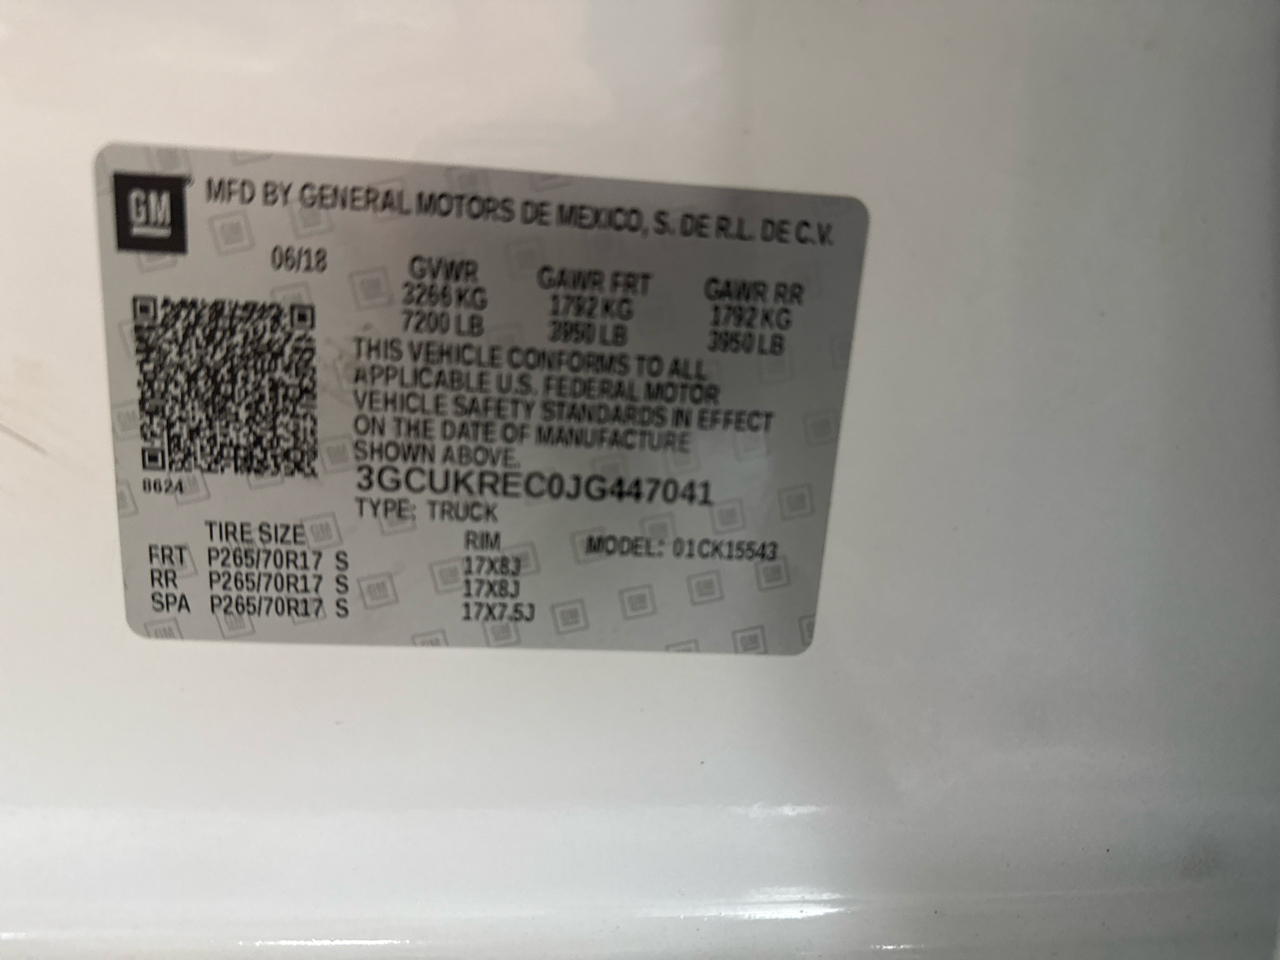 GM
MFD BY GENERAL MOTORS DE MEXICO, S. DE R.L. DE C.V.
06/18
GVWR GAWR FRT GAWR RR
3266 KG 1792 KG 1792 KG
7200 LB 3950 LB 3950 LB
THIS VEHICLE CONFORMS TO ALL
APPLICABLE U.S. FEDERAL MOTOR
VEHICLE SAFETY STANDARDS IN EFFECT
ON THE DATE OF MANUFACTURE
SHOWN ABOVE.
8624
3GCUKREC0JG447041
TYPE: TRUCK
TIRE SIZE RIM MODEL: 01CK15543
FRT P265/70R17 S 17X8J
RR P265/70R17 S 17X8J
SPA P265/70R17 S 17X7.5J